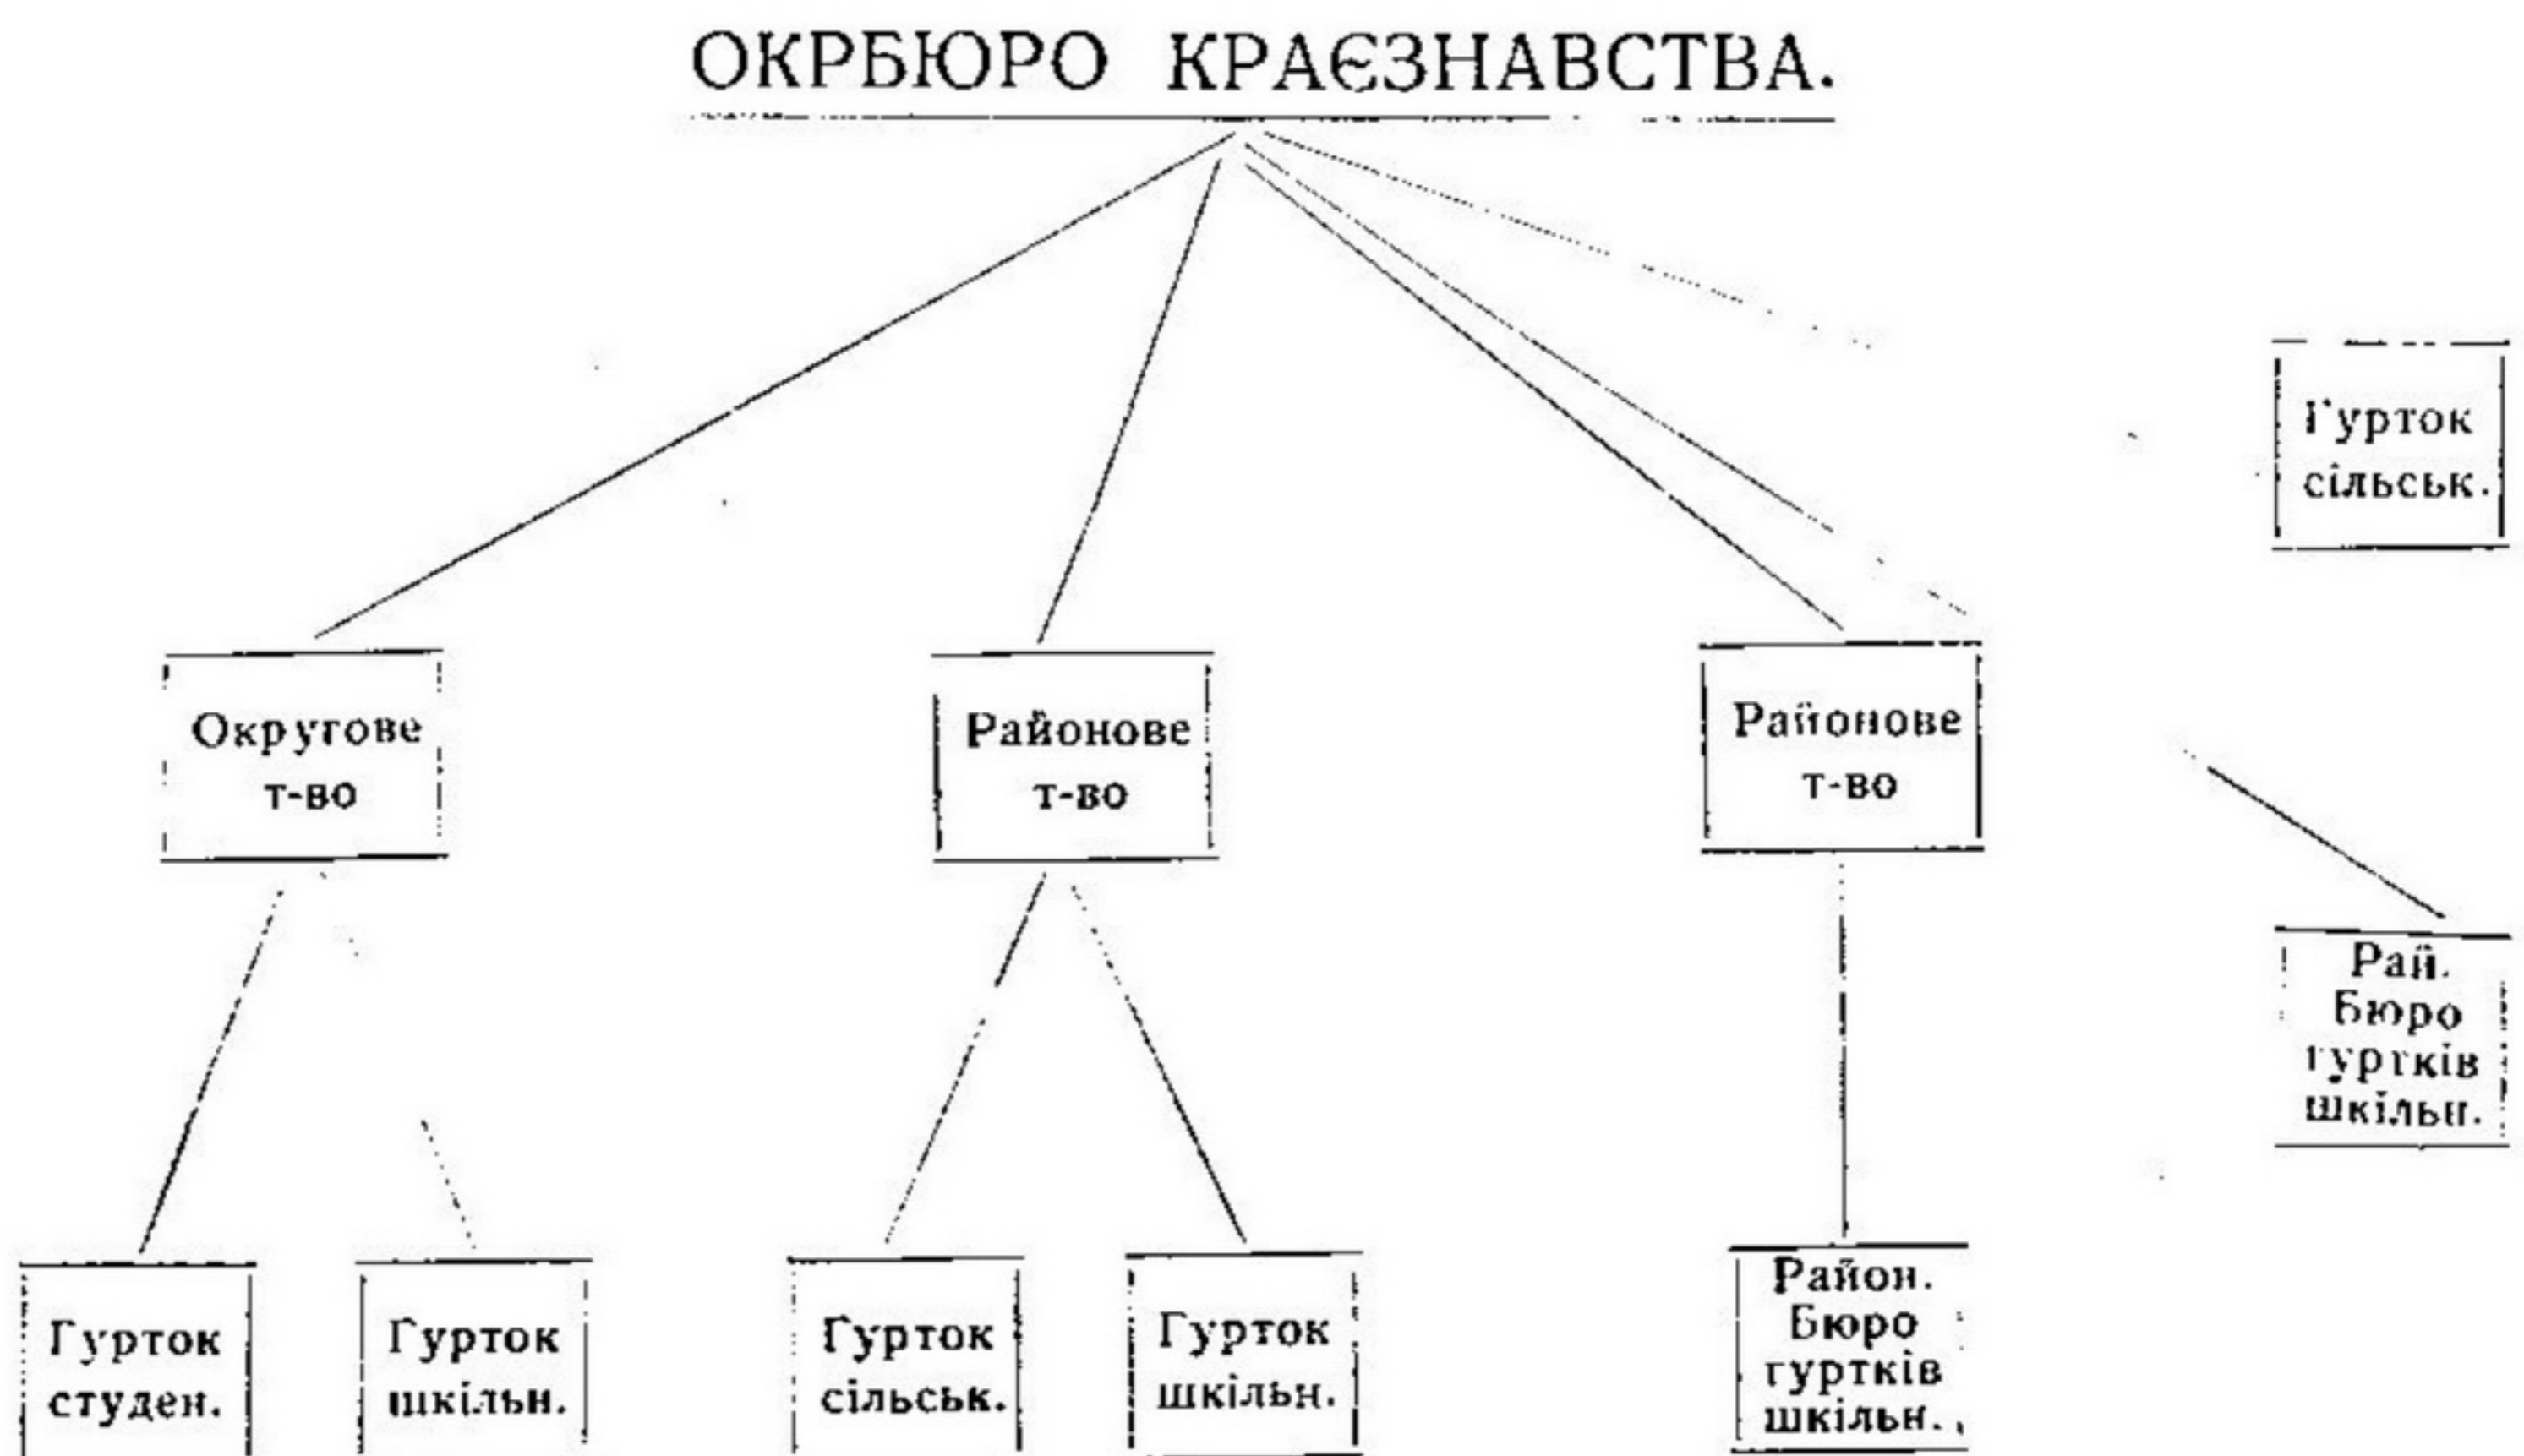 ОКРБЮРО КРАЄЗНАВСТВА.
Гурток
сільськ.
Округове
т-во
Районове
т-во
Районове
т-во
Рай.
Бюро
гуртків
шкільн.
Гурток
студен.
Гурток
шкільн.
Гурток
сільськ.
Гурток
шкільн.
Район.
Бюро
гуртків
шкільн.